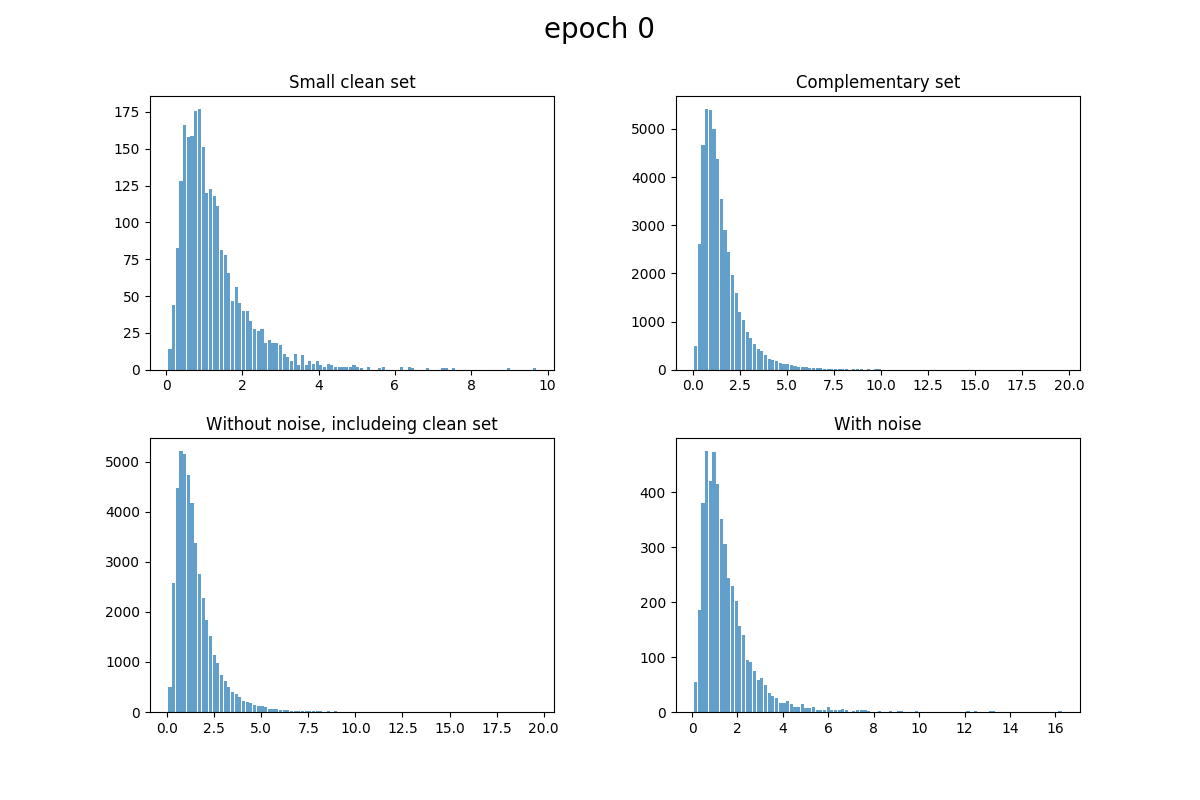 epoch 0
Small clean set
175
150
125
100
75
50
25
0
0 2 4 6 8 10
Complementary set
5000
4000
3000
2000
1000
0
0.0 2.5 5.0 7.5 10.0 12.5 15.0 17.5 20.0
Without noise, includeing clean set
5000
4000
3000
2000
1000
0
0.0 2.5 5.0 7.5 10.0 12.5 15.0 17.5 20.0
With noise
400
300
200
100
0
0 2 4 6 8 10 12 14 16